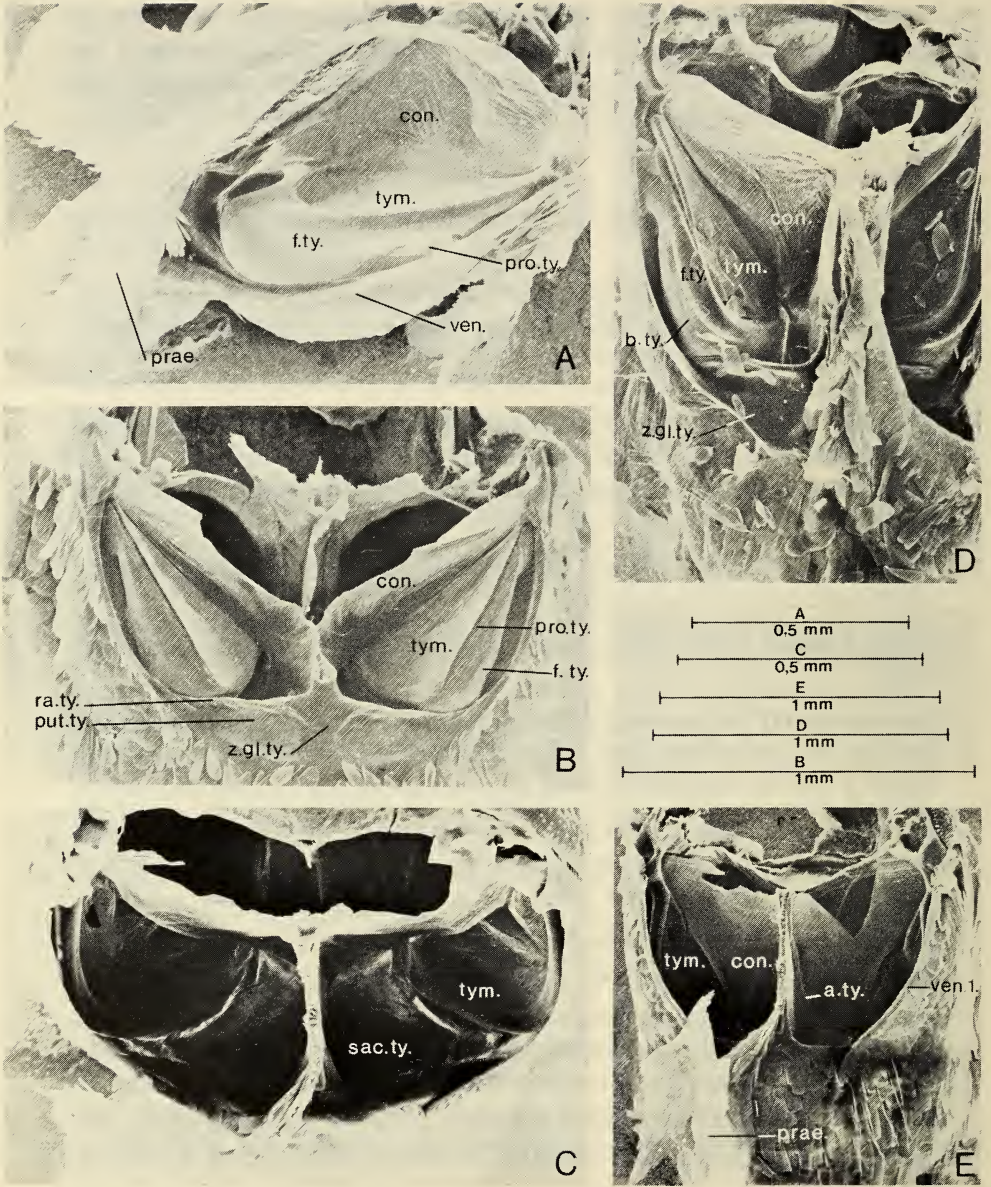 con.
tym.
f.ty.
pro.ty.
ven.
prae.
A
con.
tym.
pro.ty.
f. ty.
ra.ty.
put.ty.
z.gl.ty.
B
tym.
sac.ty.
C
con.
tym.
f.ty.
b.ty.
z.gl.ty.
D
A
0.5 mm
C
0,5 mm
E
1 mm
D
1 mm
B
1 mm
tym.
con.
a.ty.
ven 1.
prae.
E